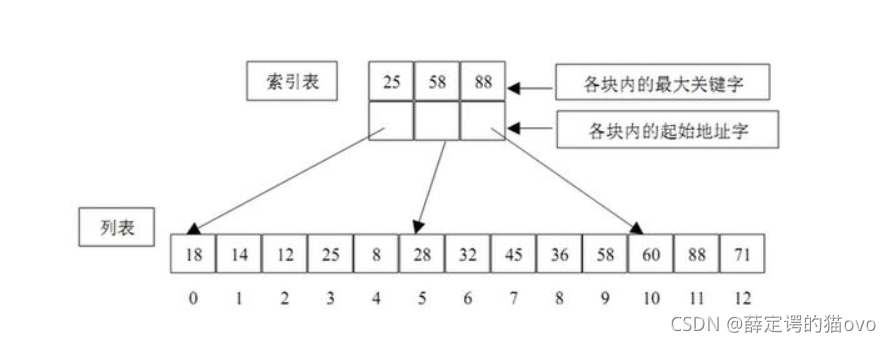 索引表
25 58 88
各块内的最大关键字
各块内的起始地址字
列表
18 14 12 25 8 28 32 45 36 58 60 88 71
0 1 2 3 4 5 6 7 8 9 10 11 12
CSDN @薛定谔的猫ovo